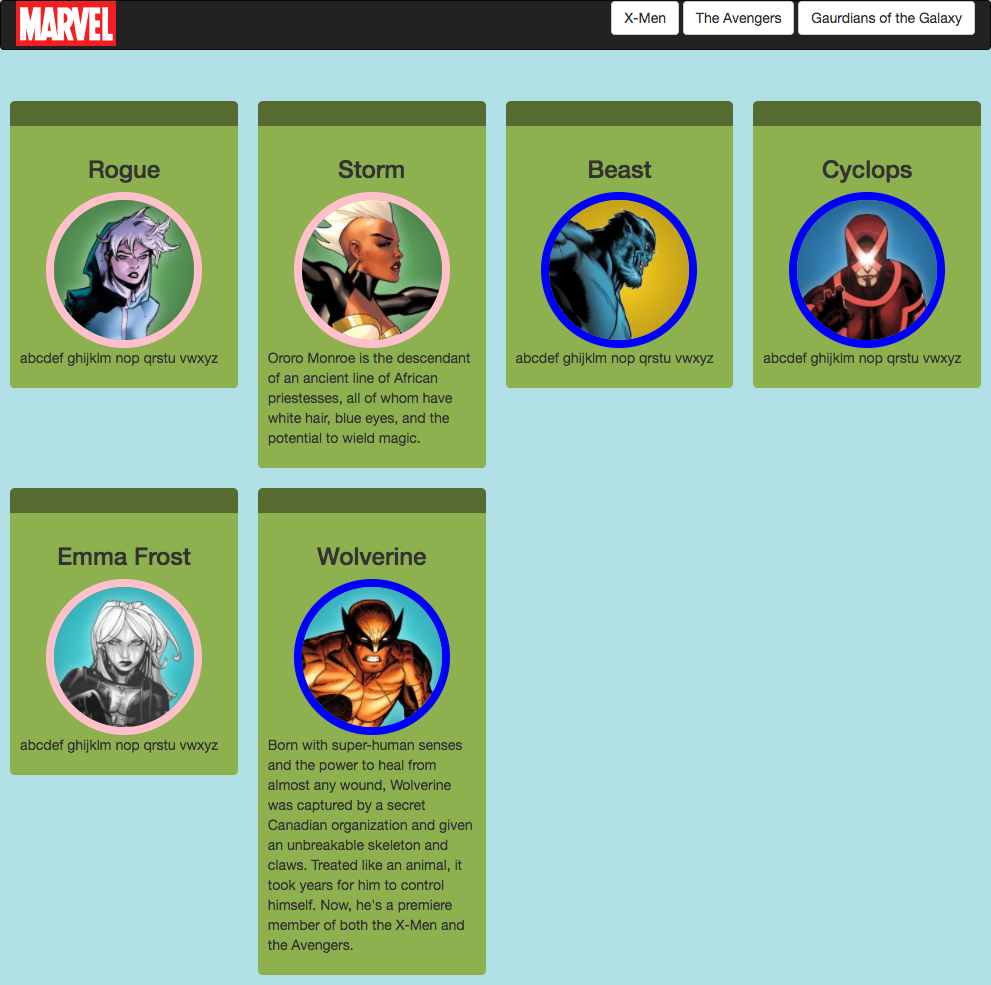 MARVEL
X-Men
The Avengers
Gaurdians of the Galaxy
Rogue
abcdef ghijklm nop qrstu vwxyz
Storm
Ororo Monroe is the descendant
of an ancient line of African
priestesses, all of whom have
white hair, blue eyes, and the
potential to wield magic.
Beast
abcdef ghijklm nop qrstu vwxyz
Cyclops
abcdef ghijklm nop qrstu vwxyz
Emma Frost
abcdef ghijklm nop qrstu vwxyz
Wolverine
Born with super-human senses
and the power to heal from
almost any wound, Wolverine
was captured by a secret
Canadian organization and given
an unbreakable skeleton and
claws. Treated like an animal, it
took years for him to control
himself. Now, he's a premiere
member of both the X-Men and
the Avengers.